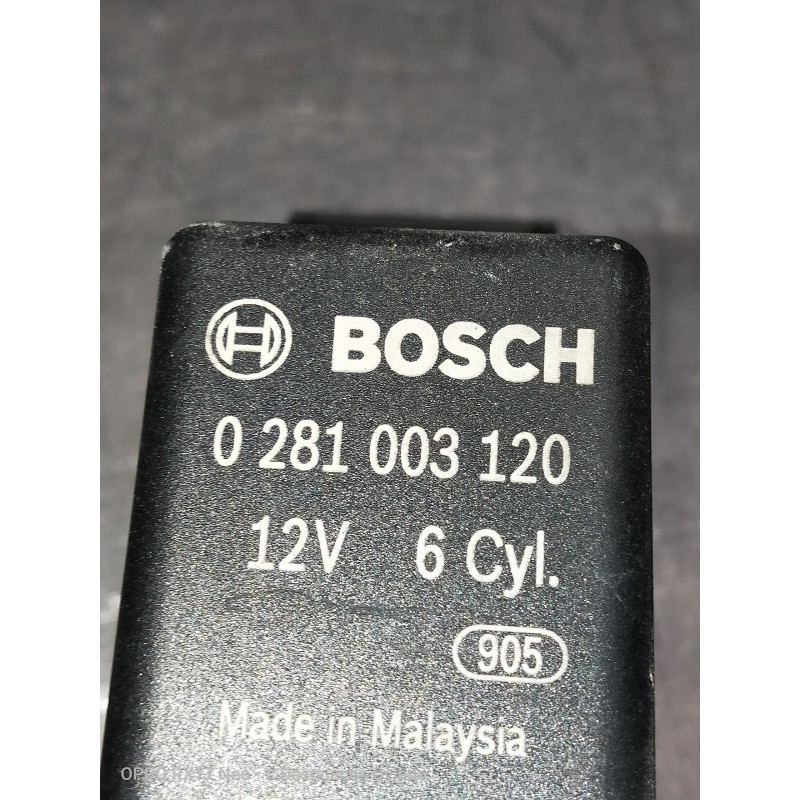 BOSCH
0 281 003 120
12V 6 Cyl.
905
Made in Malaysia